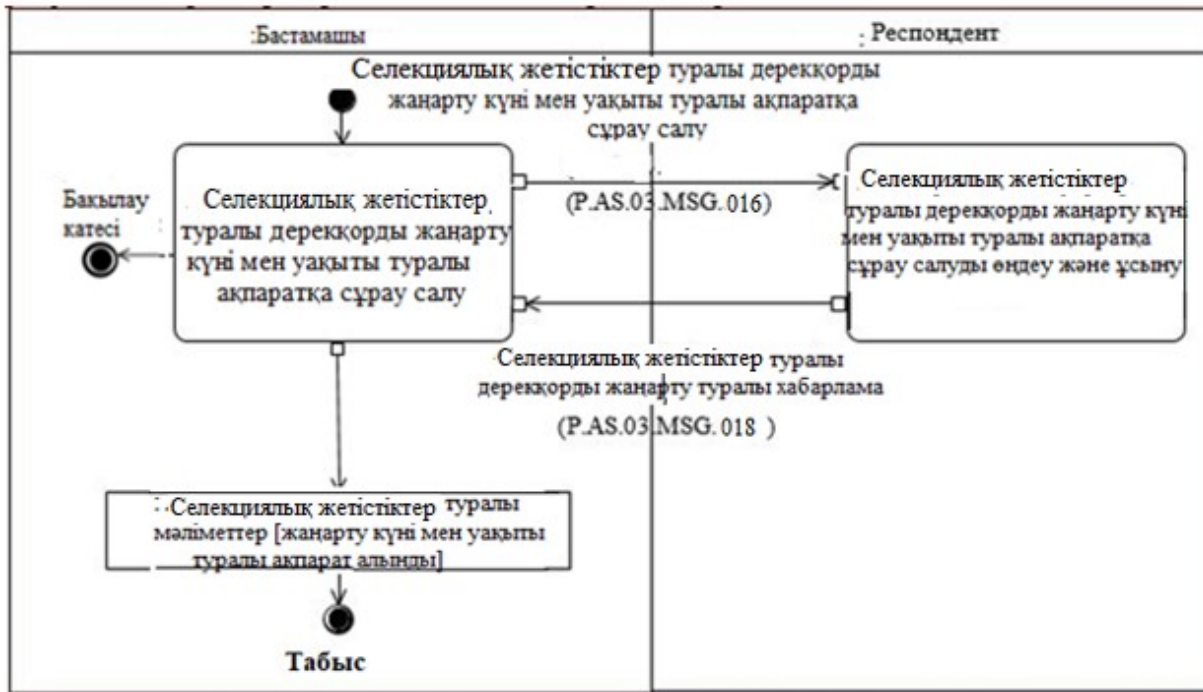 :Бастамашы
: Респондент
Селекциялық жетістіктер туралы дерекқорды
жаңарту күні мен уақыты туралы ақпаратқа
сұрау салу
Бақылау
қатесі
Селекциялық жетістіктер
туралы дерекқорды жаңарту
күні мен уақыты туралы
ақпаратқа сұрау салу
(P.AS.03.MSG.016)
Селекциялық жетістіктер
туралы дерекқорды жаңарту күні
мен уақыты туралы ақпаратқа
сұрау салуды өңдеу және ұсыну
Селекциялық жетістіктер туралы
дерекқорды жаңарту туралы хабарлама
(P.AS.03.MSG.018 )
: Селекциялық жетістіктер туралы
мәліметтер [жаңарту күні мен уақыты
туралы ақпарат алынды]
Табыс